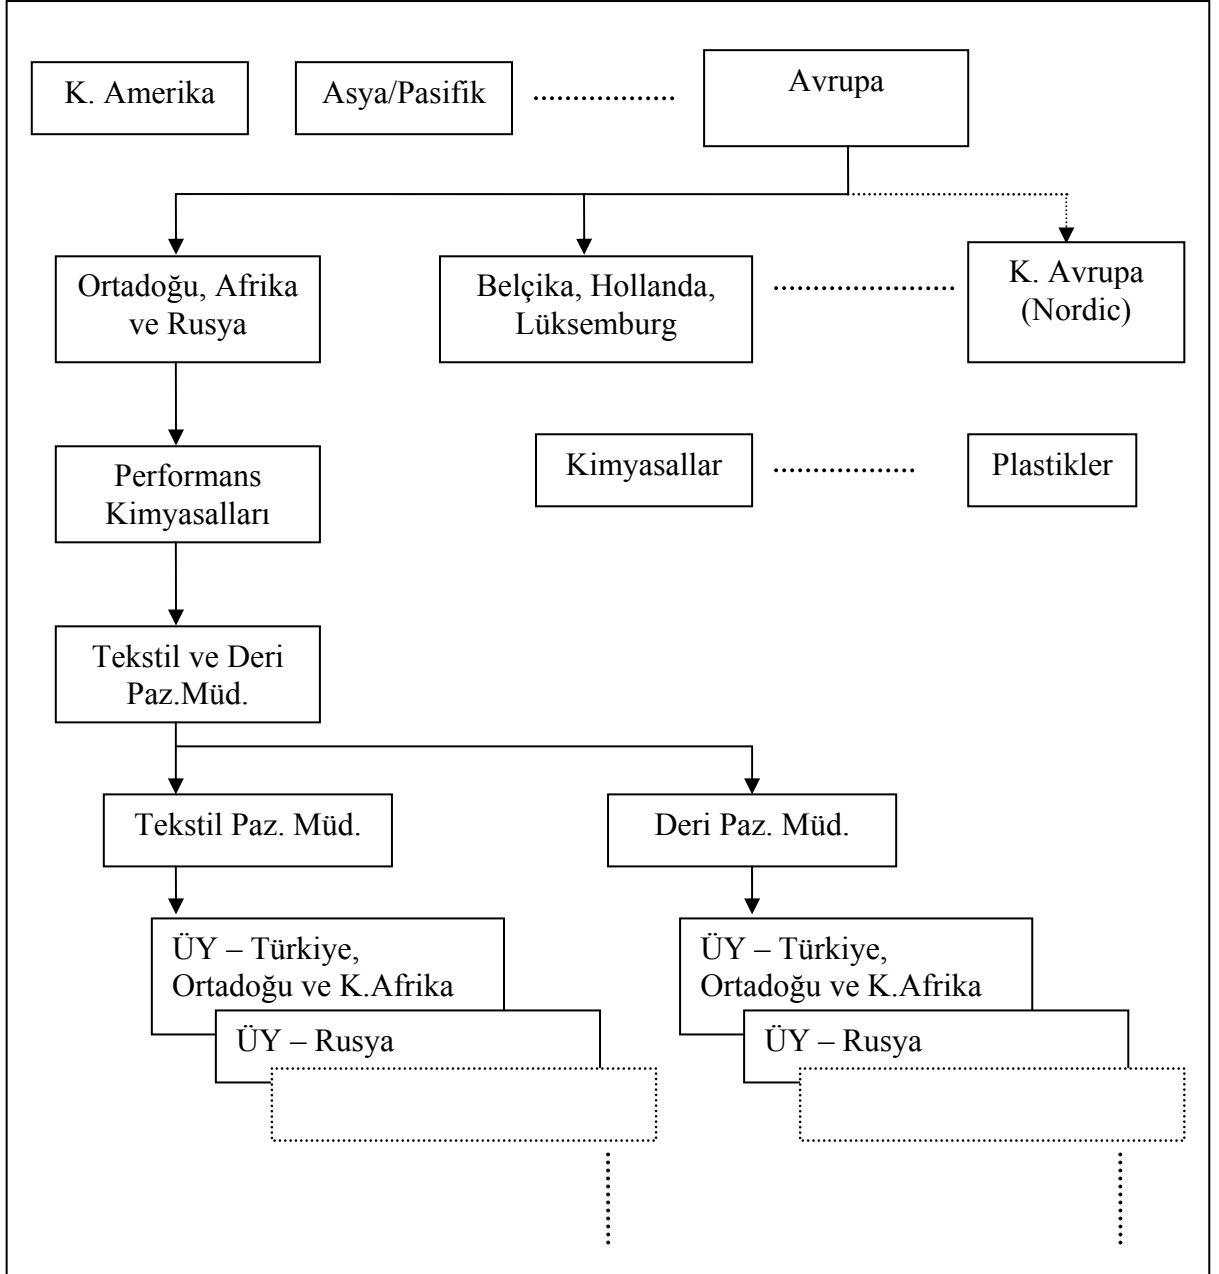 K. Amerika
Asya/Pasifik
Avrupa
Ortadoğu, Afrika
ve Rusya
Belçika, Hollanda,
Lüksemburg
K. Avrupa
(Nordic)
Performans
Kimyasalları
Kimyasallar
Plastikler
Tekstil ve Deri
Paz.Müd.
Tekstil Paz. Müd.
Deri Paz. Müd.
ÜY – Türkiye,
Ortadoğu ve K.Afrika
ÜY – Rusya
ÜY – Türkiye,
Ortadoğu ve K.Afrika
ÜY – Rusya